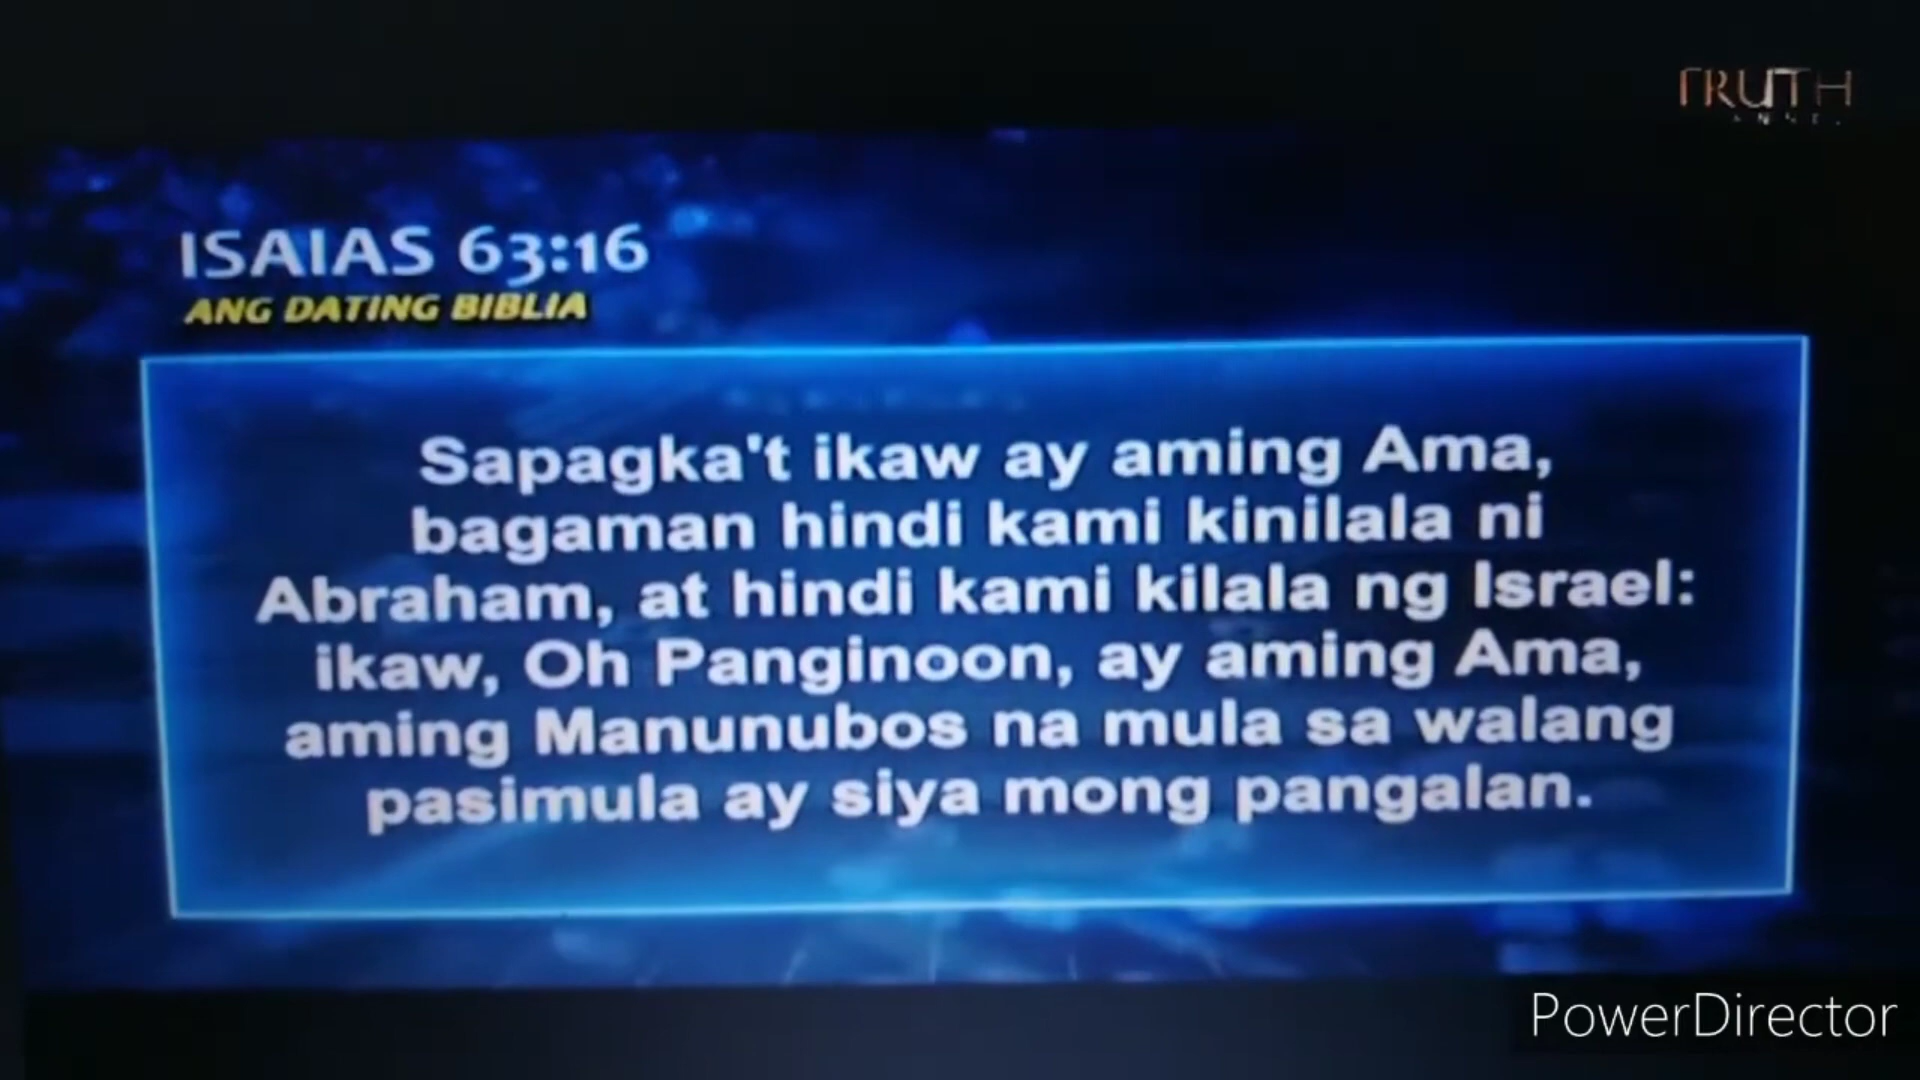 TRUTH
ISAIAS 63:16
ANG DATING BIBLIA
Sapagka't ikaw ay aming Ama,
bagaman hindi kami kinilala ni
Abraham, at hindi kami kilala ng Israel:
ikaw, Oh Panginoon, ay aming Ama,
aming Manunubos na mula sa walang
pasimula ay siya mong pangalan.
PowerDirector